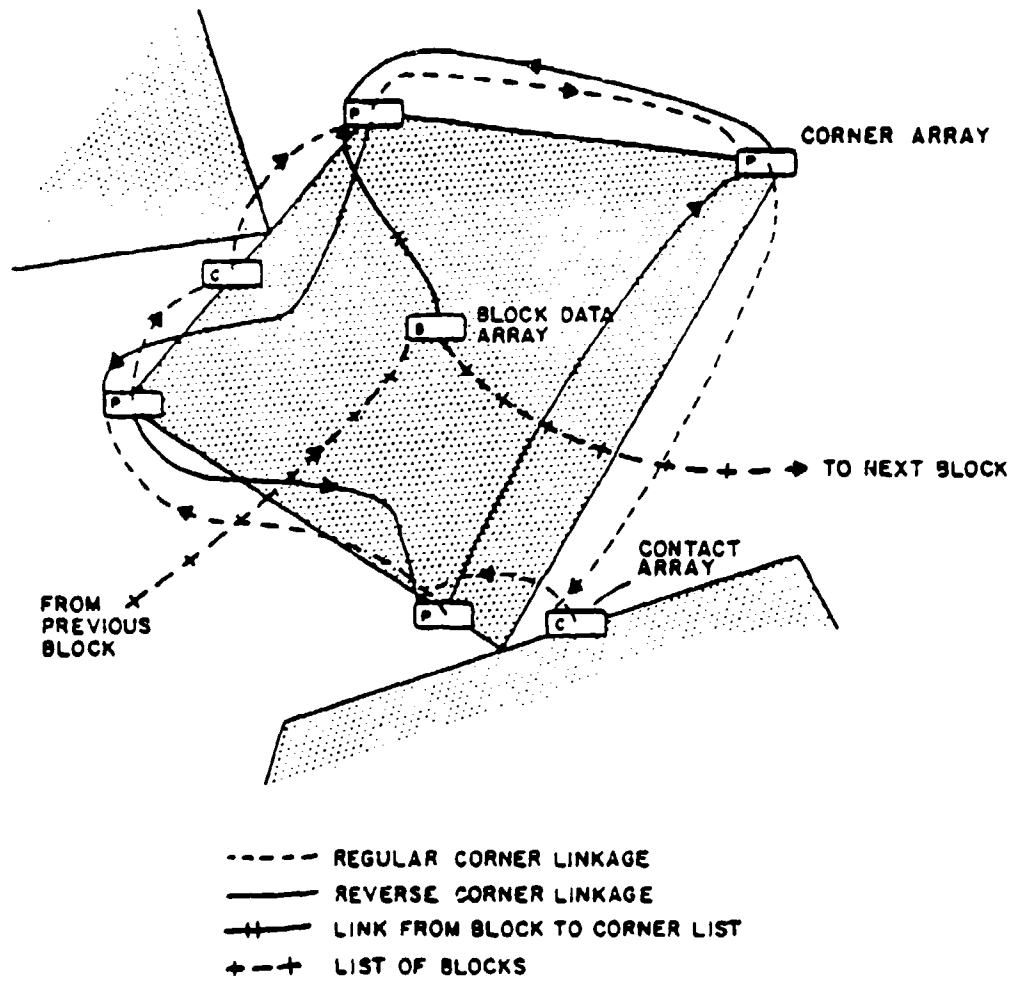 P
CORNER ARRAY
P
C
BLOCK DATA
ARRAY
B
P
TO NEXT BLOCK
CONTACT
ARRAY
FROM
PREVIOUS
BLOCK
P
C
REGULAR CORNER LINKAGE
REVERSE CORNER LINKAGE
LINK FROM BLOCK TO CORNER LIST
LIST OF BLOCKS